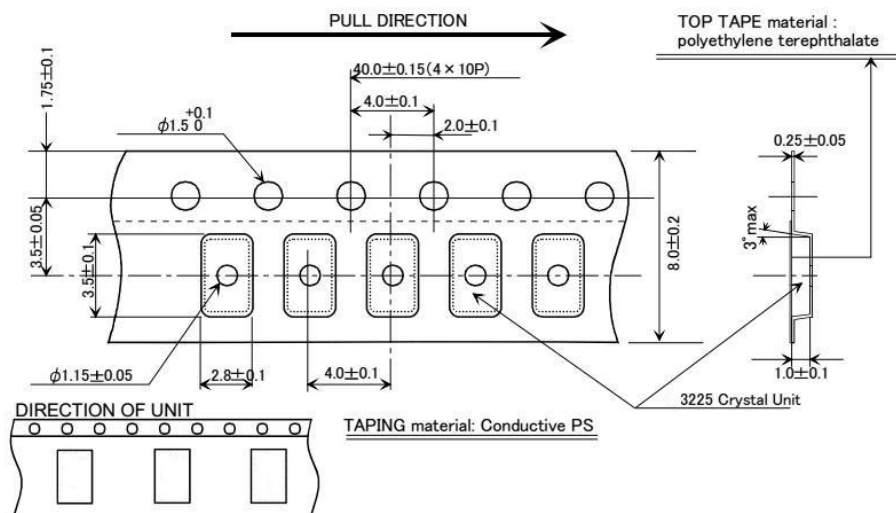 PULL DIRECTION
TOP TAPE material :
polyethylene terephthalate
1.75±0.1
40.0±0.15(4×10P)
4.0±0.1
+0.1
φ1.5 0
2.0±0.1
0.25±0.05
3.5±0.05
3.5±0.1
8.0±0.2
3°max
φ1.15±0.05
2.8±0.1
4.0±0.1
1.0±0.1
3225 Crystal Unit
DIRECTION OF UNIT
TAPING material: Conductive PS